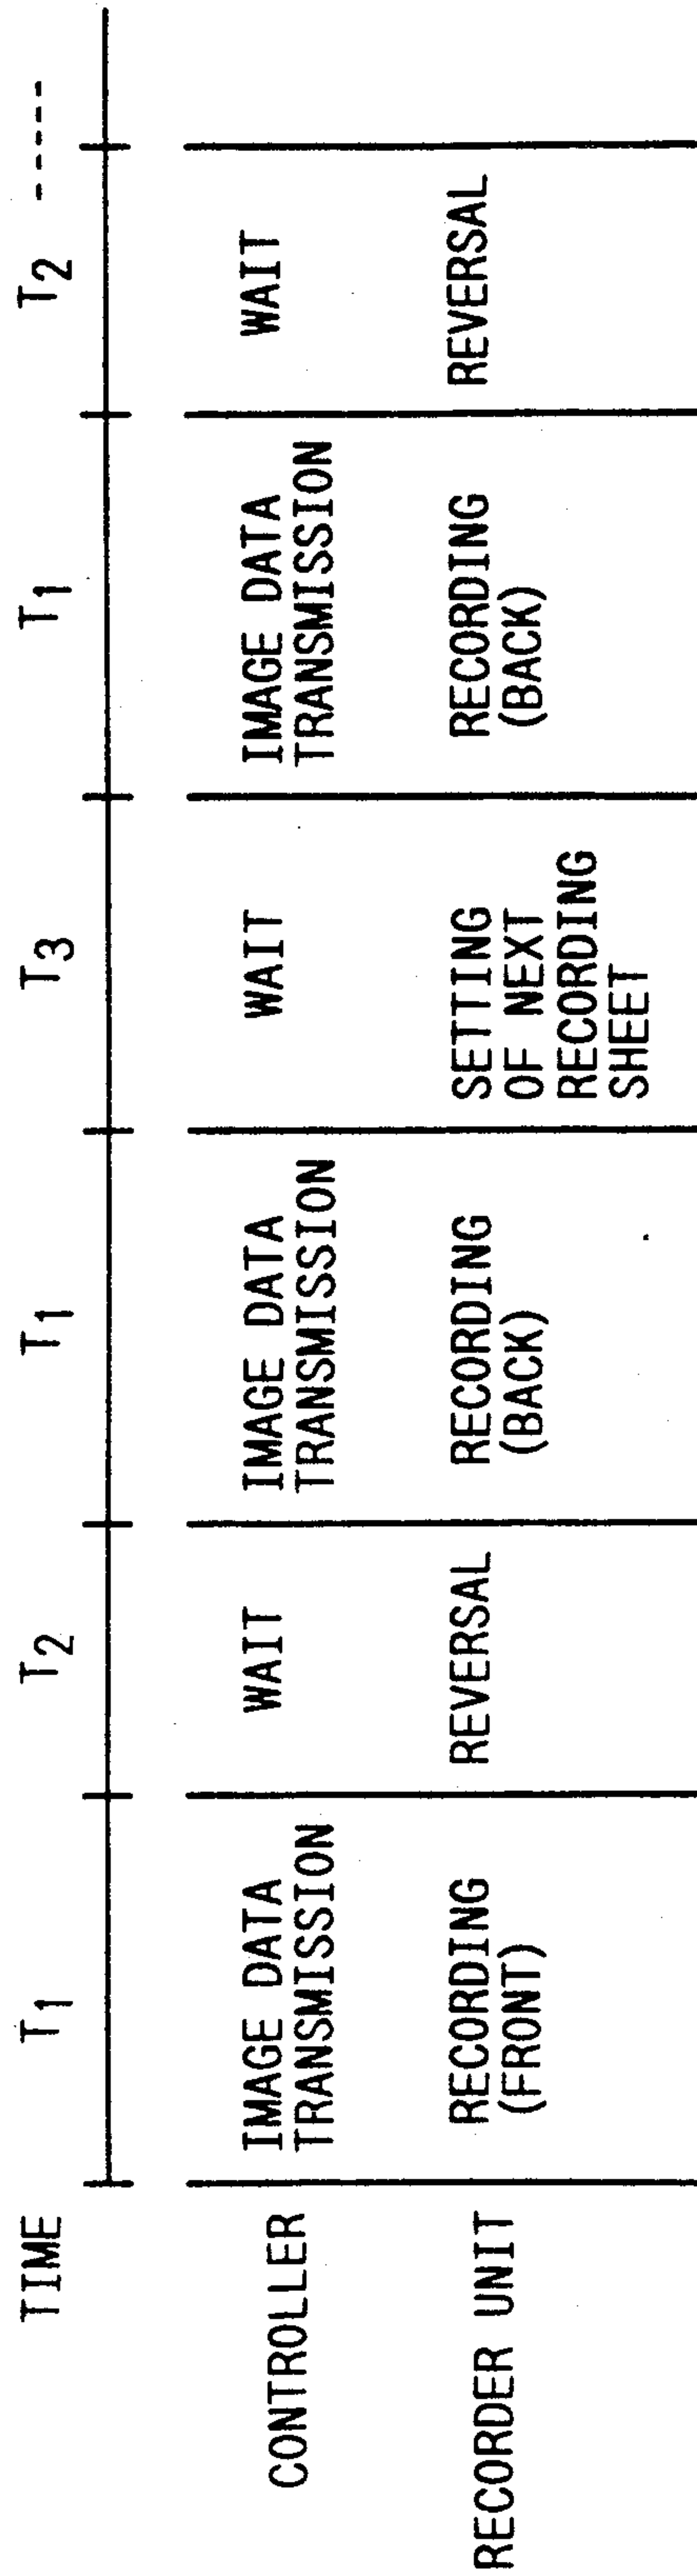 TIME T1 T2 T1 T3 T1 T2 -----
CONTROLLER
IMAGE DATA
TRANSMISSION
WAIT
IMAGE DATA
TRANSMISSION
WAIT
IMAGE DATA
TRANSMISSION
WAIT
RECORDER UNIT
RECORDING
(FRONT)
REVERSAL
RECORDING
(BACK)
SETTING
OF NEXT
RECORDING
SHEET
RECORDING
(BACK)
REVERSAL